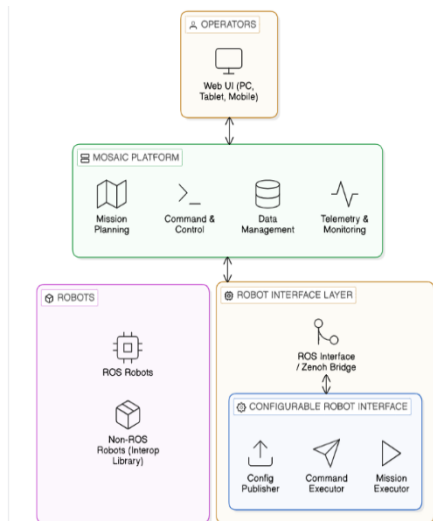 OPERATORS
Web UI (PC,
Tablet, Mobile)
MOSAIC PLATFORM
Mission
Planning
Command &
Control
Data
Management
Telemetry &
Monitoring
ROBOTS
ROS Robots
Non-ROS
Robots (Interop
Library)
ROBOT INTERFACE LAYER
ROS Interface
/ Zenoh Bridge
CONFIGURABLE ROBOT INTERFACE
Config
Publisher
Command
Executor
Mission
Executor